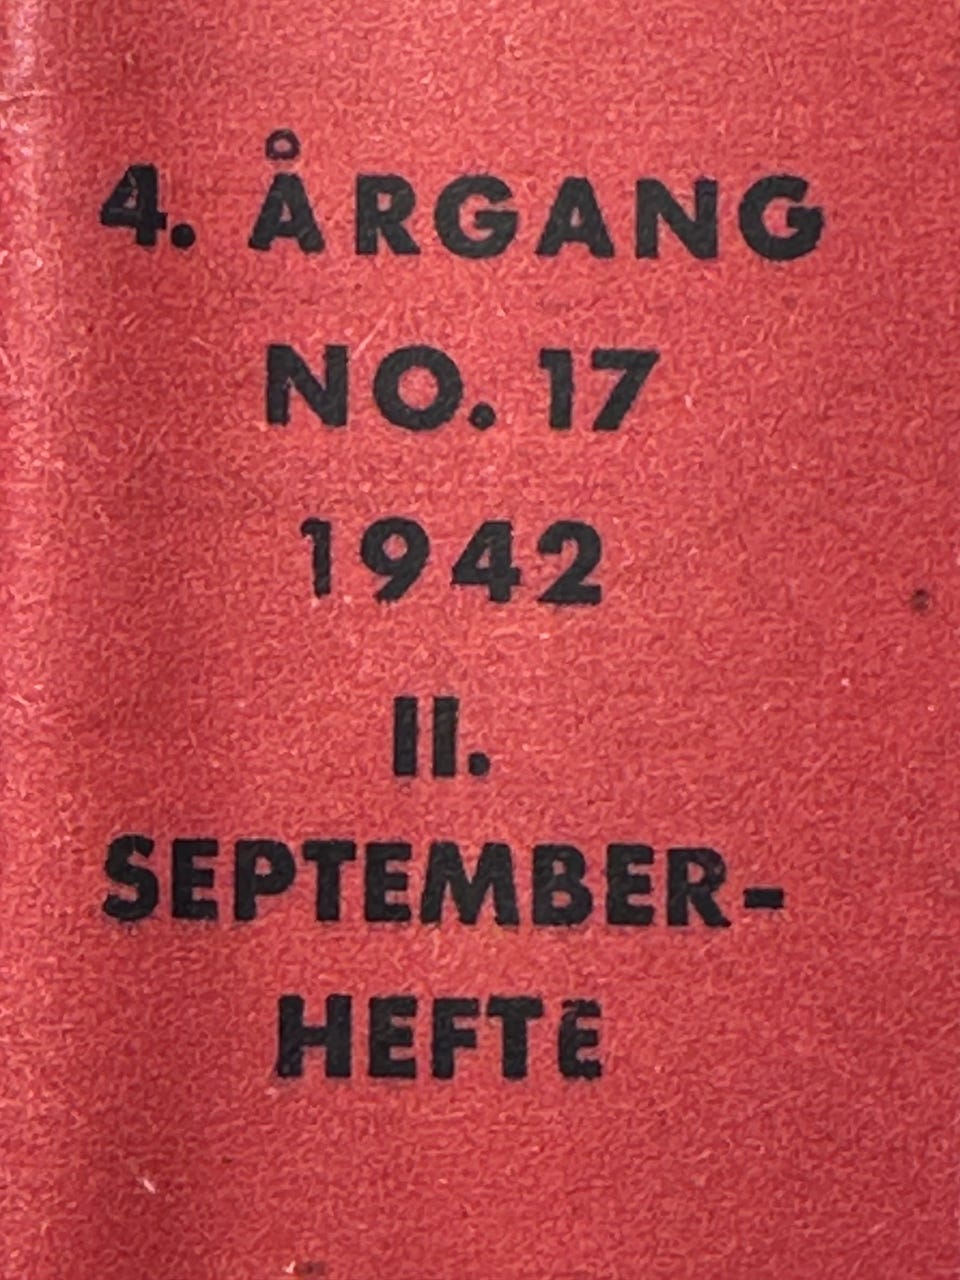 4. ÅRGANG
NO. 17
1942
II.
SEPTEMBER-
HEFTE